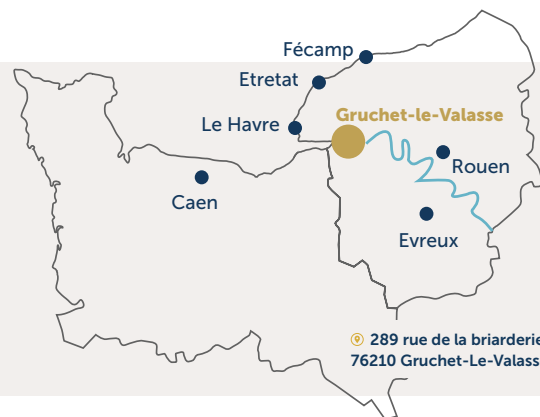 Fécamp
Etretat
Gruchet-le-Valasse
Le Havre
Rouen
Caen
Evreux
289 rue de la briarderie
76210 Gruchet-Le-Valass